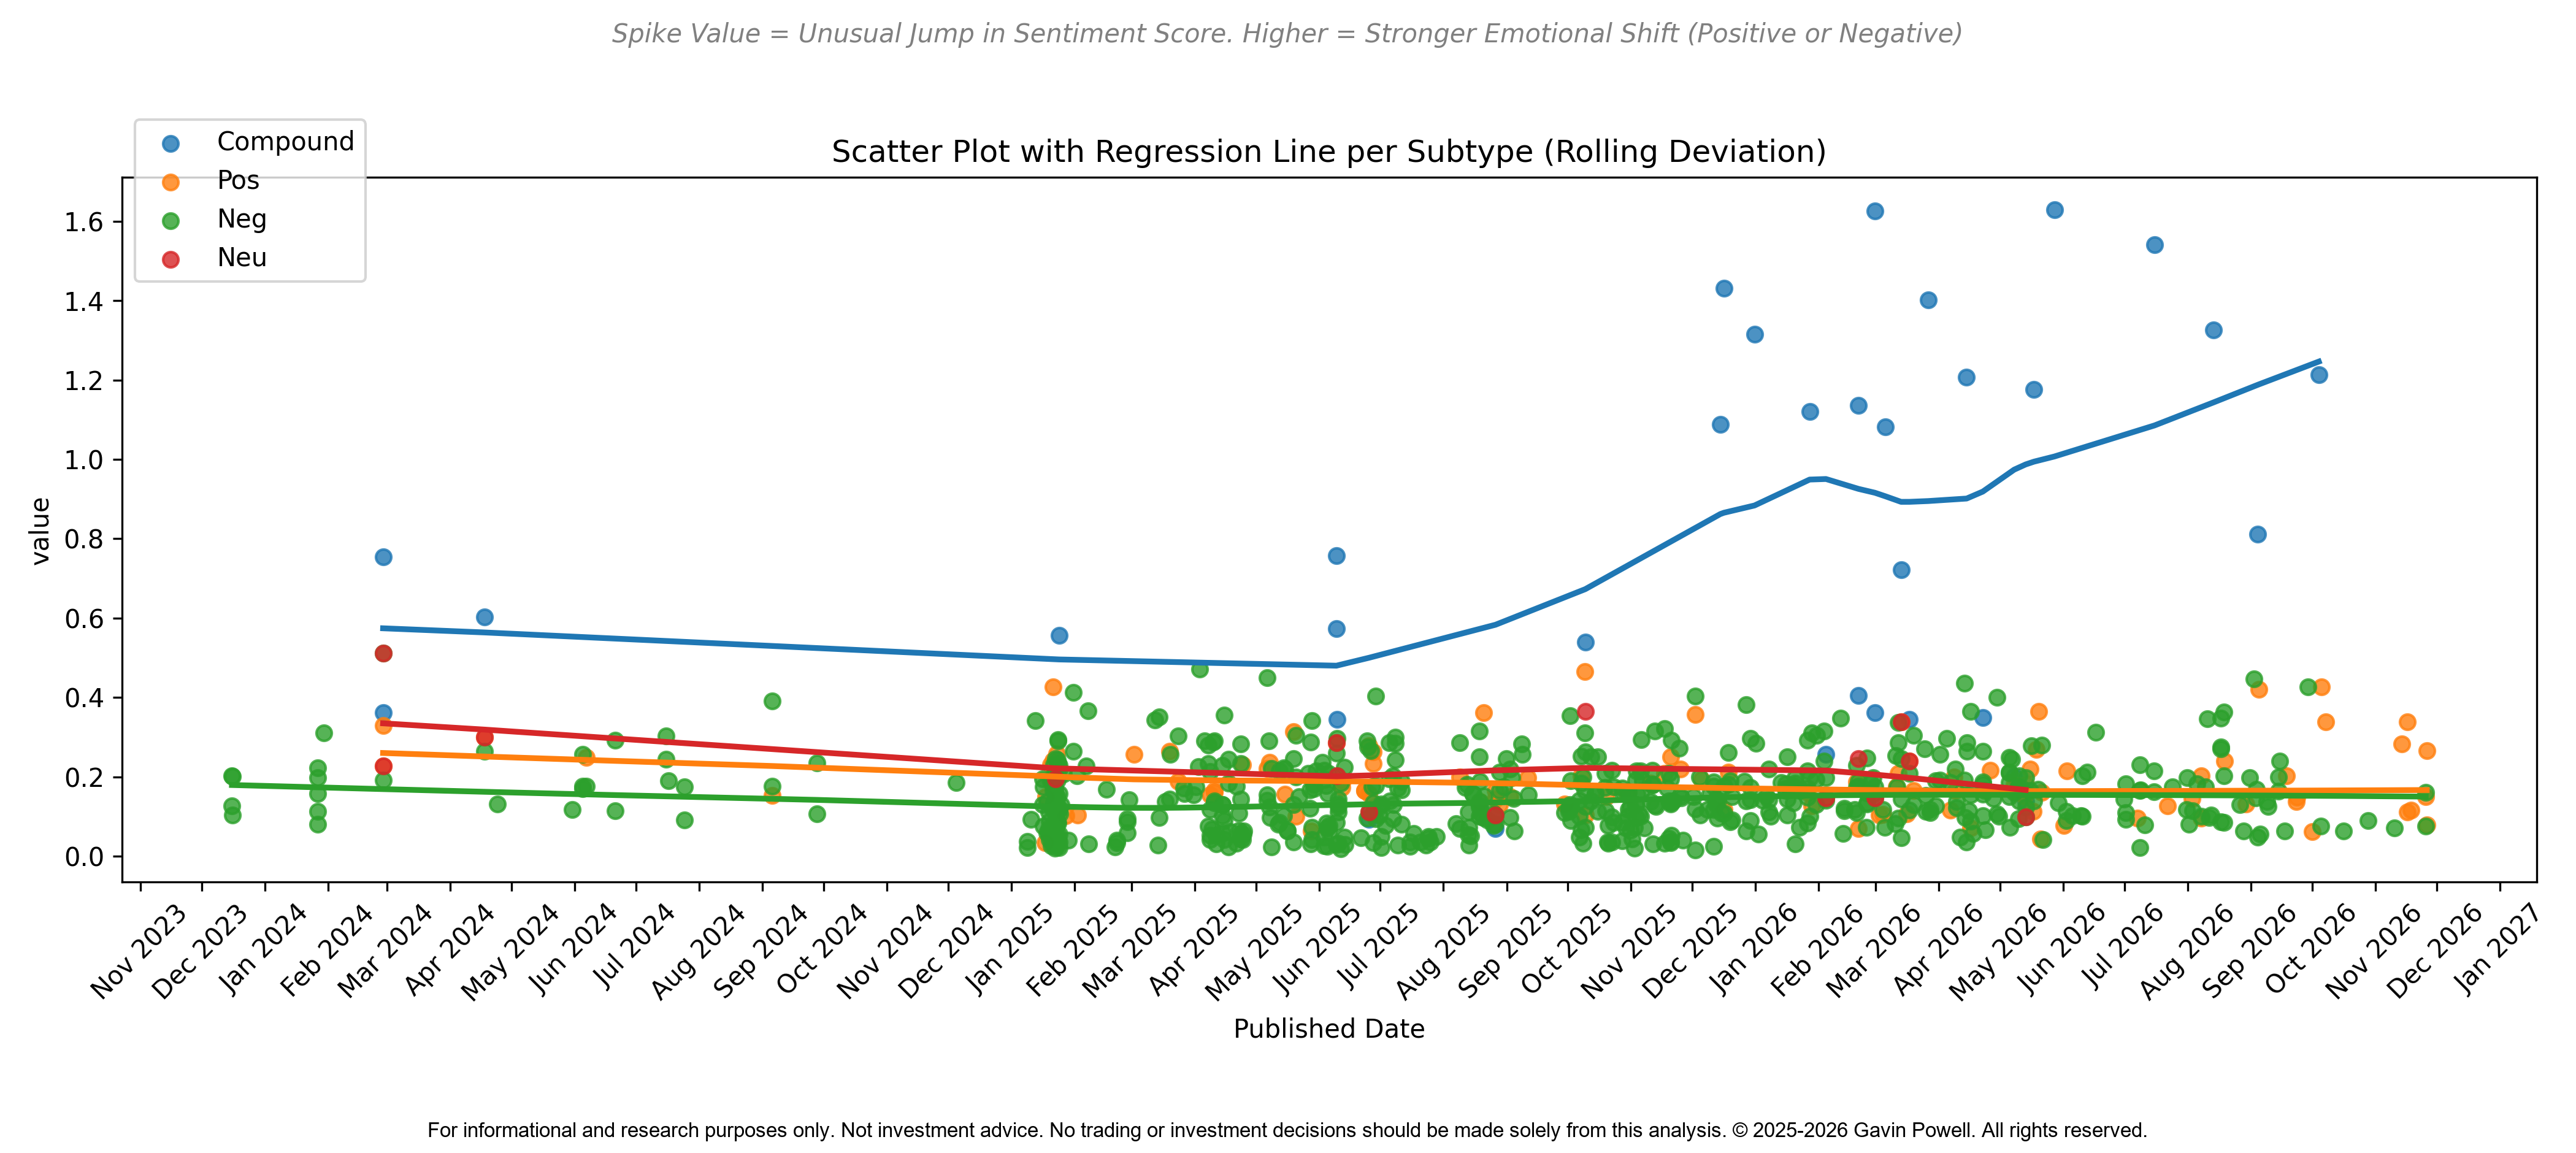 Spike Value = Unusual Jump in Sentiment Score. Higher = Stronger Emotional Shift (Positive or Negative)
Scatter Plot with Regression Line per Subtype (Rolling Deviation)
Compound
Pos
Neg
Neu
value
1.6
1.4
1.2
1.0
0.8
0.6
0.4
0.2
0.0
Nov 2023
Dec 2023
Jan 2024
Feb 2024
Mar 2024
Apr 2024
May 2024
Jun 2024
Jul 2024
Aug 2024
Sep 2024
Oct 2024
Nov 2024
Dec 2024
Jan 2025
Feb 2025
Mar 2025
Apr 2025
May 2025
Jun 2025
Jul 2025
Aug 2025
Sep 2025
Oct 2025
Nov 2025
Dec 2025
Jan 2026
Feb 2026
Mar 2026
Apr 2026
May 2026
Jun 2026
Jul 2026
Aug 2026
Sep 2026
Oct 2026
Nov 2026
Dec 2026
Jan 2027
Published Date
For informational and research purposes only. Not investment advice. No trading or investment decisions should be made solely from this analysis. © 2025-2026 Gavin Powell. All rights reserved.